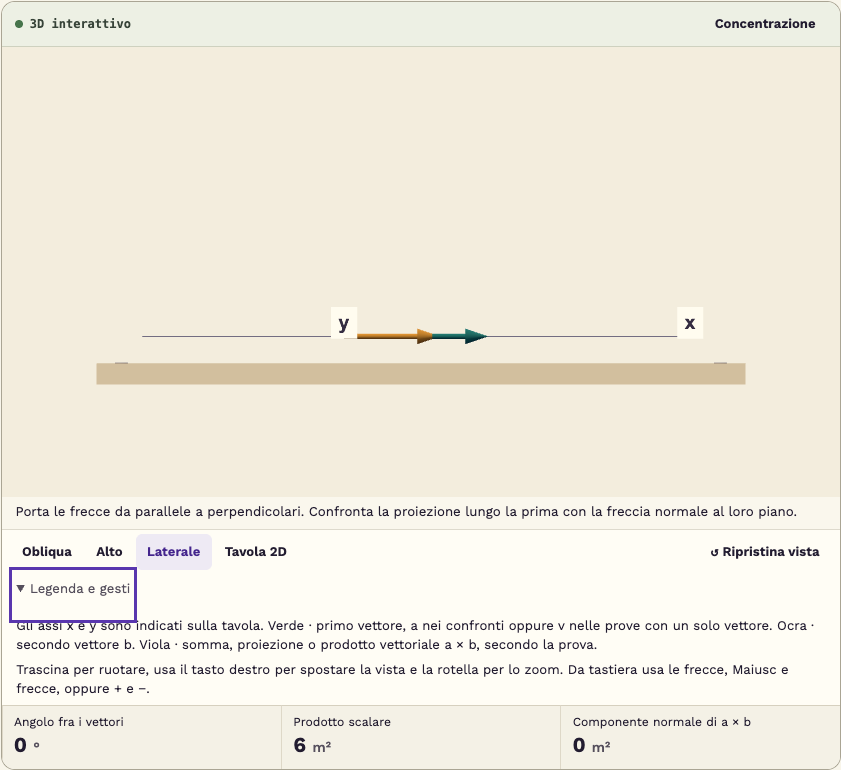 3D interattivo
Concentrazione
y
x
Porta le frecce da parallele a perpendicolari. Confronta la proiezione lungo la prima con la freccia normale al loro piano.
Obliqua Alto Laterale Tavola 2D ↺ Ripristina vista
▼ Legenda e gesti
Gli assi x e y sono indicati sulla tavola. Verde · primo vettore, a nei confronti oppure v nelle prove con un solo vettore. Ocra ·
secondo vettore b. Viola · somma, proiezione o prodotto vettoriale a × b, secondo la prova.
Trascina per ruotare, usa il tasto destro per spostare la vista e la rotella per lo zoom. Da tastiera usa le frecce, Maiusc e
frecce, oppure + e −.
Angolo fra i vettori
0 °
Prodotto scalare
6 m²
Componente normale di a × b
0 m²